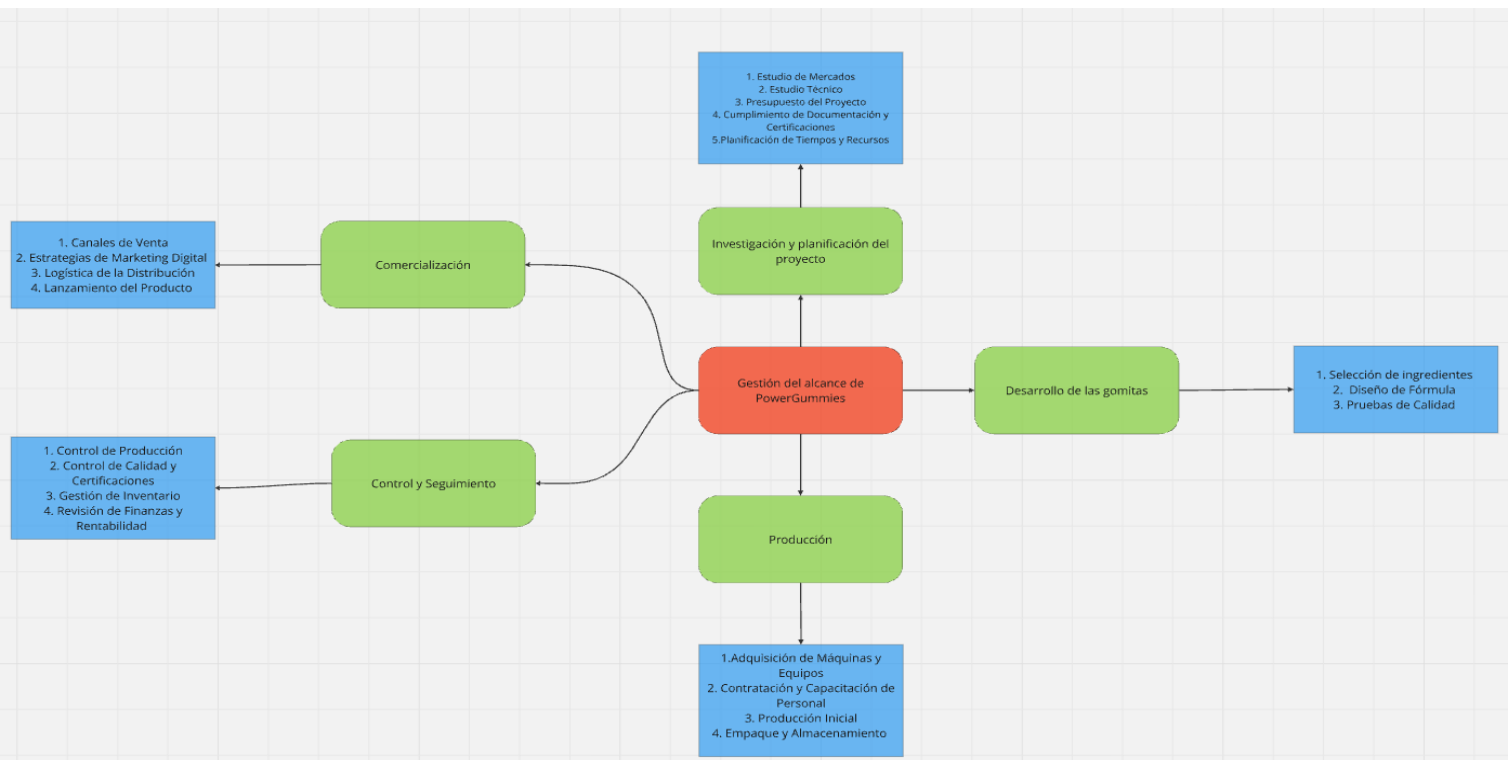 1. Estudio de Mercados
2. Estudio Técnico
3. Presupuesto del Proyecto
4. Cumplimiento de Documentación y
Certificaciones
5.Planificación de Tiempos y Recursos
Investigación y planificación del
proyecto
1. Canales de Venta
2. Estrategias de Marketing Digital
3. Logística de la Distribución
4. Lanzamiento del Producto
Comercialización
Gestión del alcance de
PowerGummies
Desarrollo de las gomitas
1. Selección de ingredientes
2. Diseño de Fórmula
3. Pruebas de Calidad
1. Control de Producción
2. Control de Calidad y
Certificaciones
3. Gestión de Inventario
4. Revisión de Finanzas y
Rentabilidad
Control y Seguimiento
Producción
1.Adquisición de Máquinas y
Equipos
2. Contratación y Capacitación de
Personal
3. Producción Inicial
4. Empaque y Almacenamiento